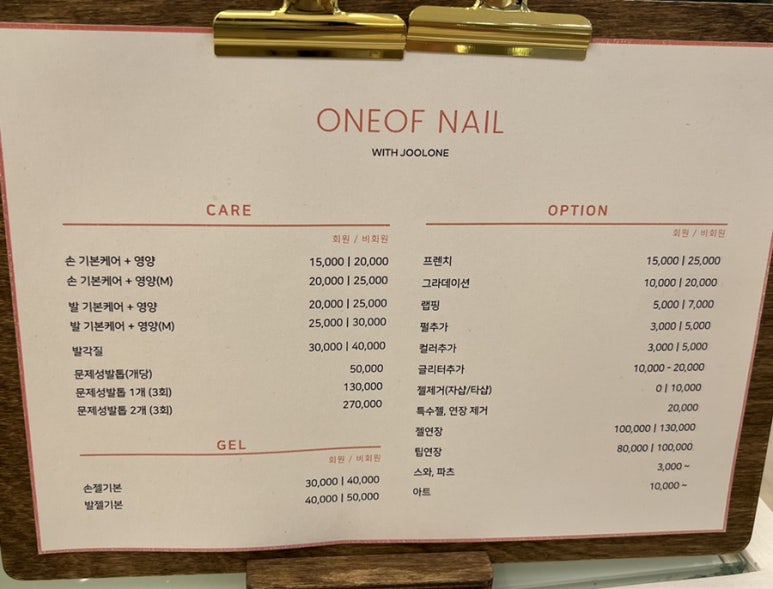 ONEOF NAIL
WITH JOOLONE
CARE
회원 / 비회원
손 기본케어 + 영양 15,000 | 20,000
손 기본케어 + 영양(M) 20,000 | 25,000
발 기본케어 + 영양 20,000 | 25,000
발 기본케어 + 영양(M) 25,000 | 30,000
발각질 30,000 | 40,000
문제성발톱(개당) 50,000
문제성발톱 1개 (3회) 130,000
문제성발톱 2개 (3회) 270,000
GEL
회원 / 비회원
손젤기본 30,000 | 40,000
발젤기본 40,000 | 50,000
OPTION
회원 / 비회원
프렌치 15,000 | 25,000
그라데이션 10,000 | 20,000
랩핑 5,000 | 7,000
펄추가 3,000 | 5,000
컬러추가 3,000 | 5,000
글리터추가 10,000 - 20,000
젤제거(자샵/타샵) 0 | 10,000
특수젤, 연장 제거 20,000
젤연장 100,000 | 130,000
팁연장 80,000 | 100,000
스와, 파츠 3,000 ~
아트 10,000 ~